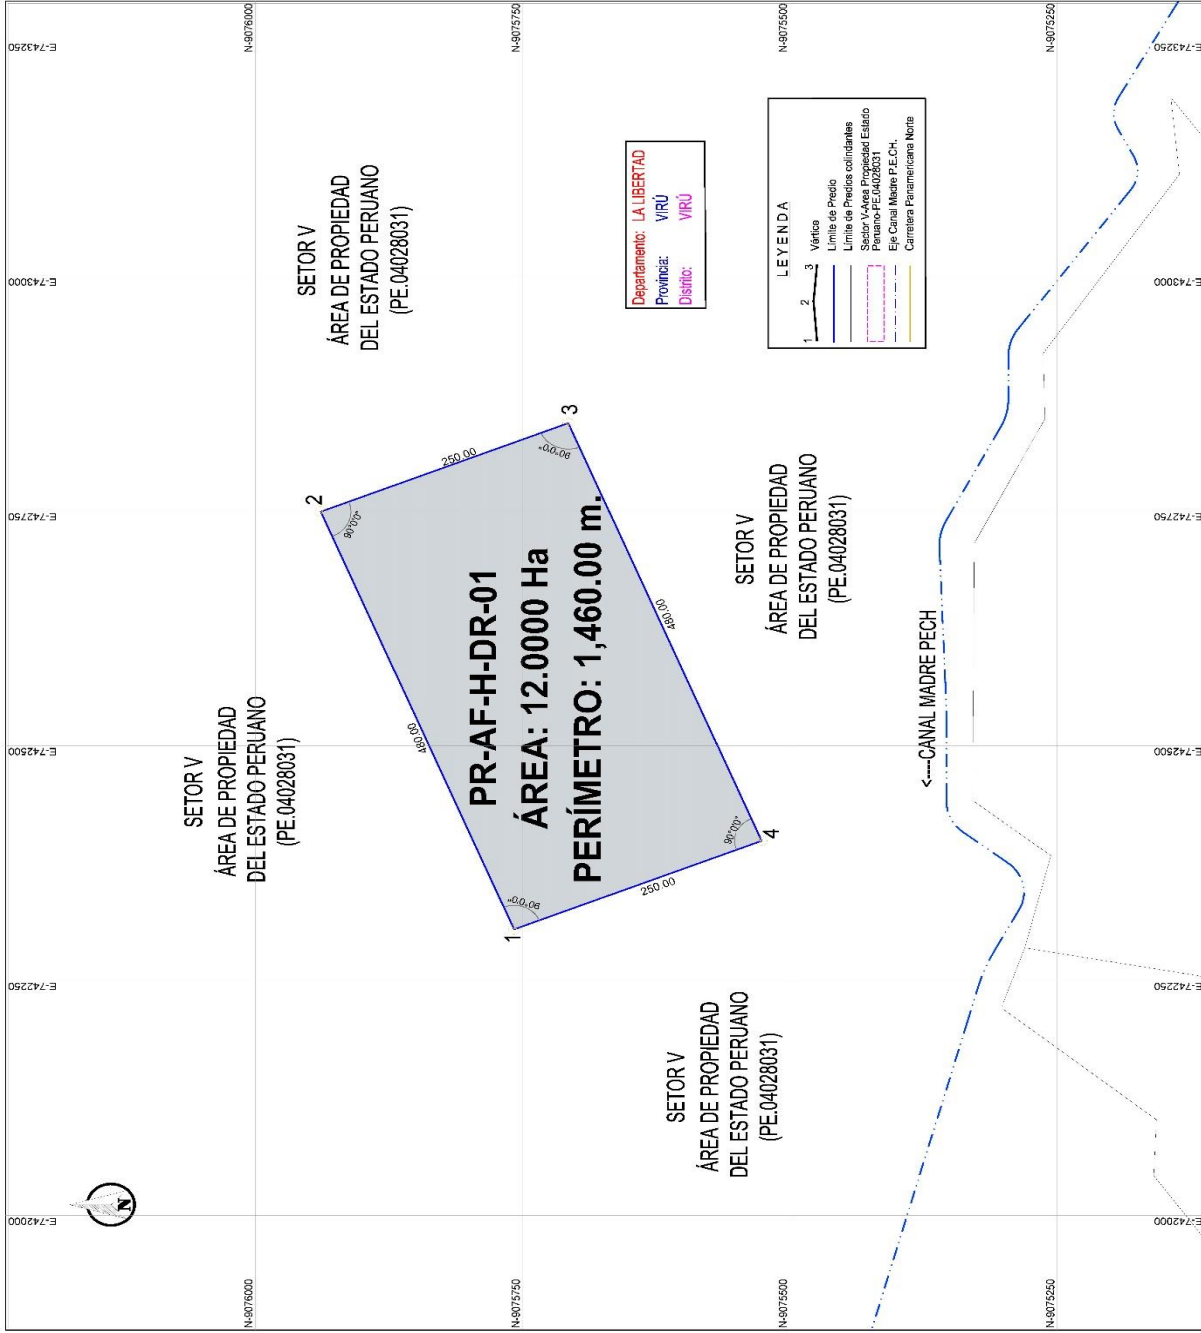 E-742000
E-742250
E-742500
E-742750
E-743000
E-743250
N-9076000
N-9076000
N
SETOR V
ÁREA DE PROPIEDAD
DEL ESTADO PERUANO
(PE.04028031)
SETOR V
ÁREA DE PROPIEDAD
DEL ESTADO PERUANO
(PE.04028031)
2
480.00
250.00
90°0'0"
PR-AF-H-DR-01
ÁREA: 12.0000 Ha
PERÍMETRO: 1,460.00 m.
1
90°0'0"
3
90°0'0"
N-9075750
N-9075750
250.00
480.00
90°0'0"
4
Departamento: LA LIBERTAD
Provincia: VIRÚ
Distrito: VIRÚ
SETOR V
ÁREA DE PROPIEDAD
DEL ESTADO PERUANO
(PE.04028031)
SETOR V
ÁREA DE PROPIEDAD
DEL ESTADO PERUANO
(PE.04028031)
N-9075500
N-9075500
LEYENDA
1 2 3 Vértice
Límite de Predio
Límite de Predios colindantes
Sector V-Area Propiedad Estado
Peruano-PE.04028031
Eje Canal Madre P.E.CH.
Carretera Panamericana Norte
<----CANAL MADRE PECH
N-9075250
N-9075250
E-742000
E-742250
E-742500
E-742750
E-743000
E-743250